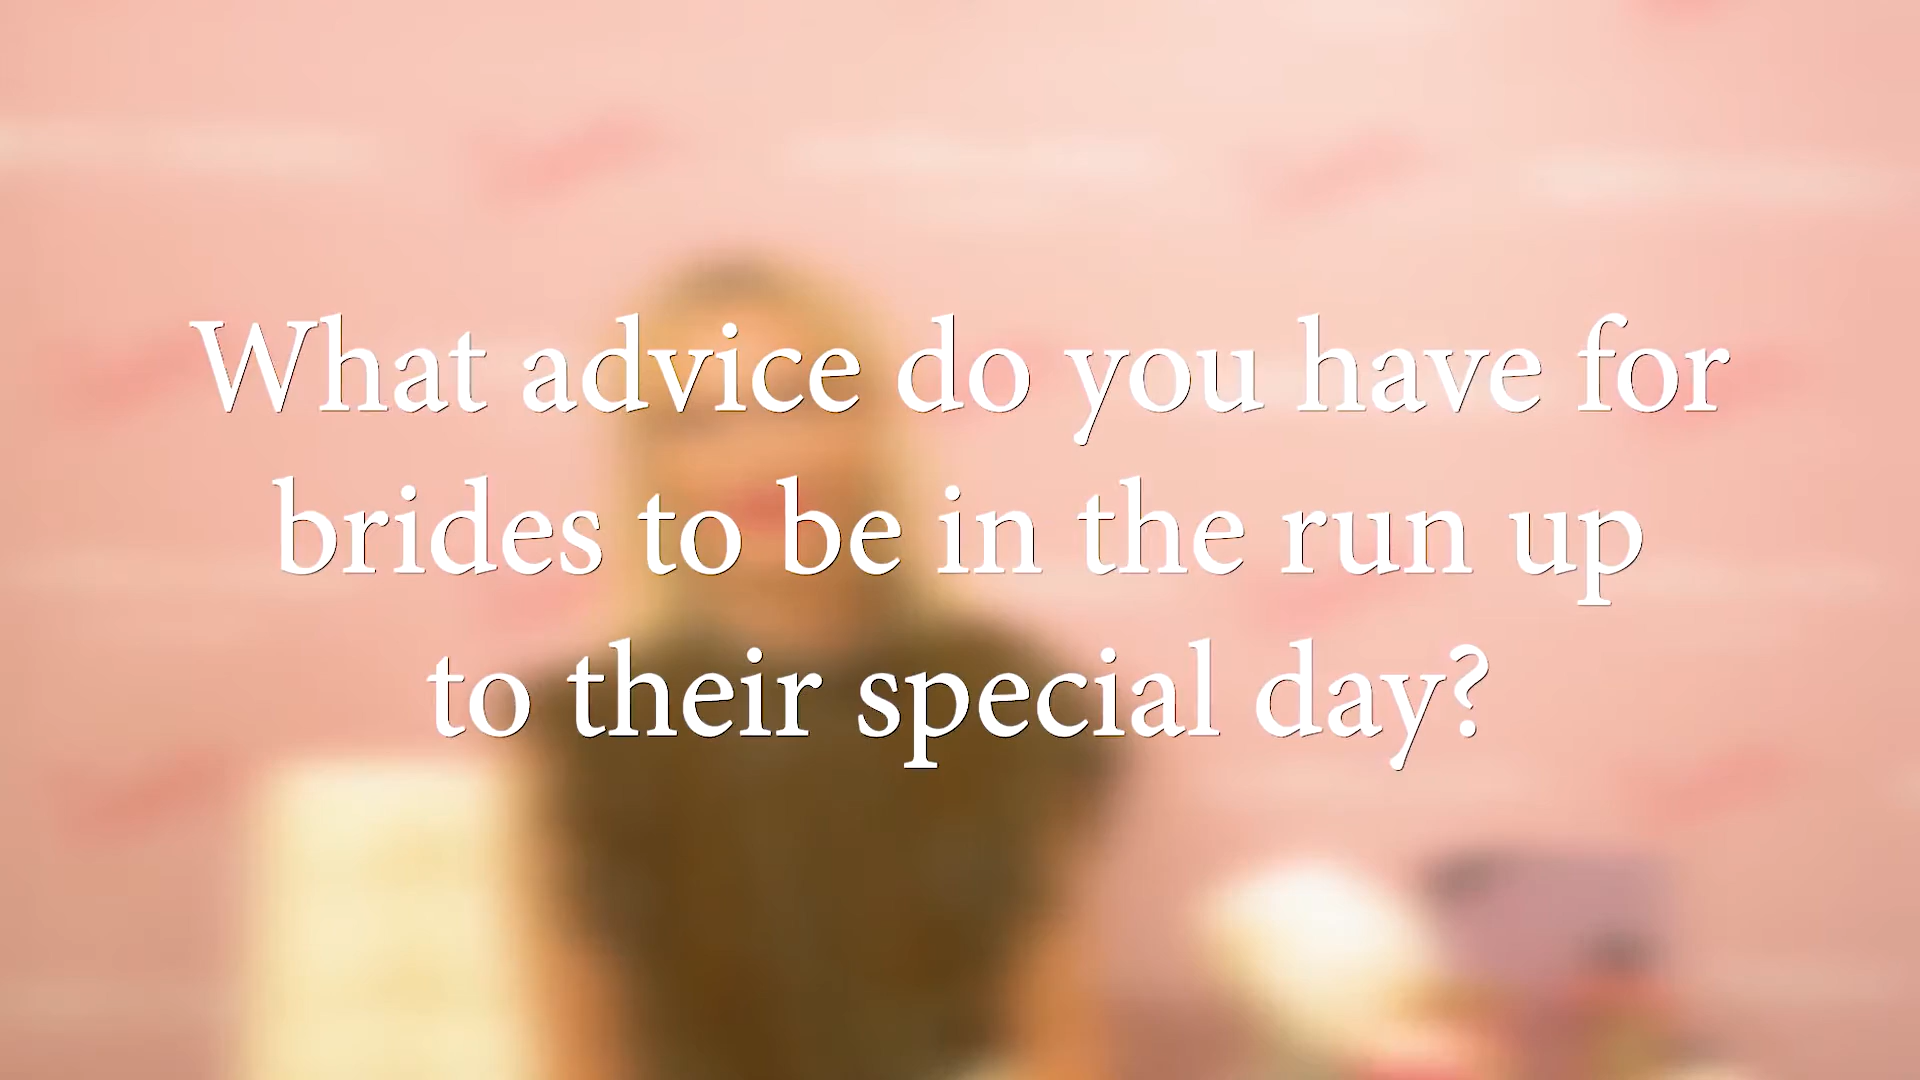 What advice do you have for
brides to be in the run up
to their special day?